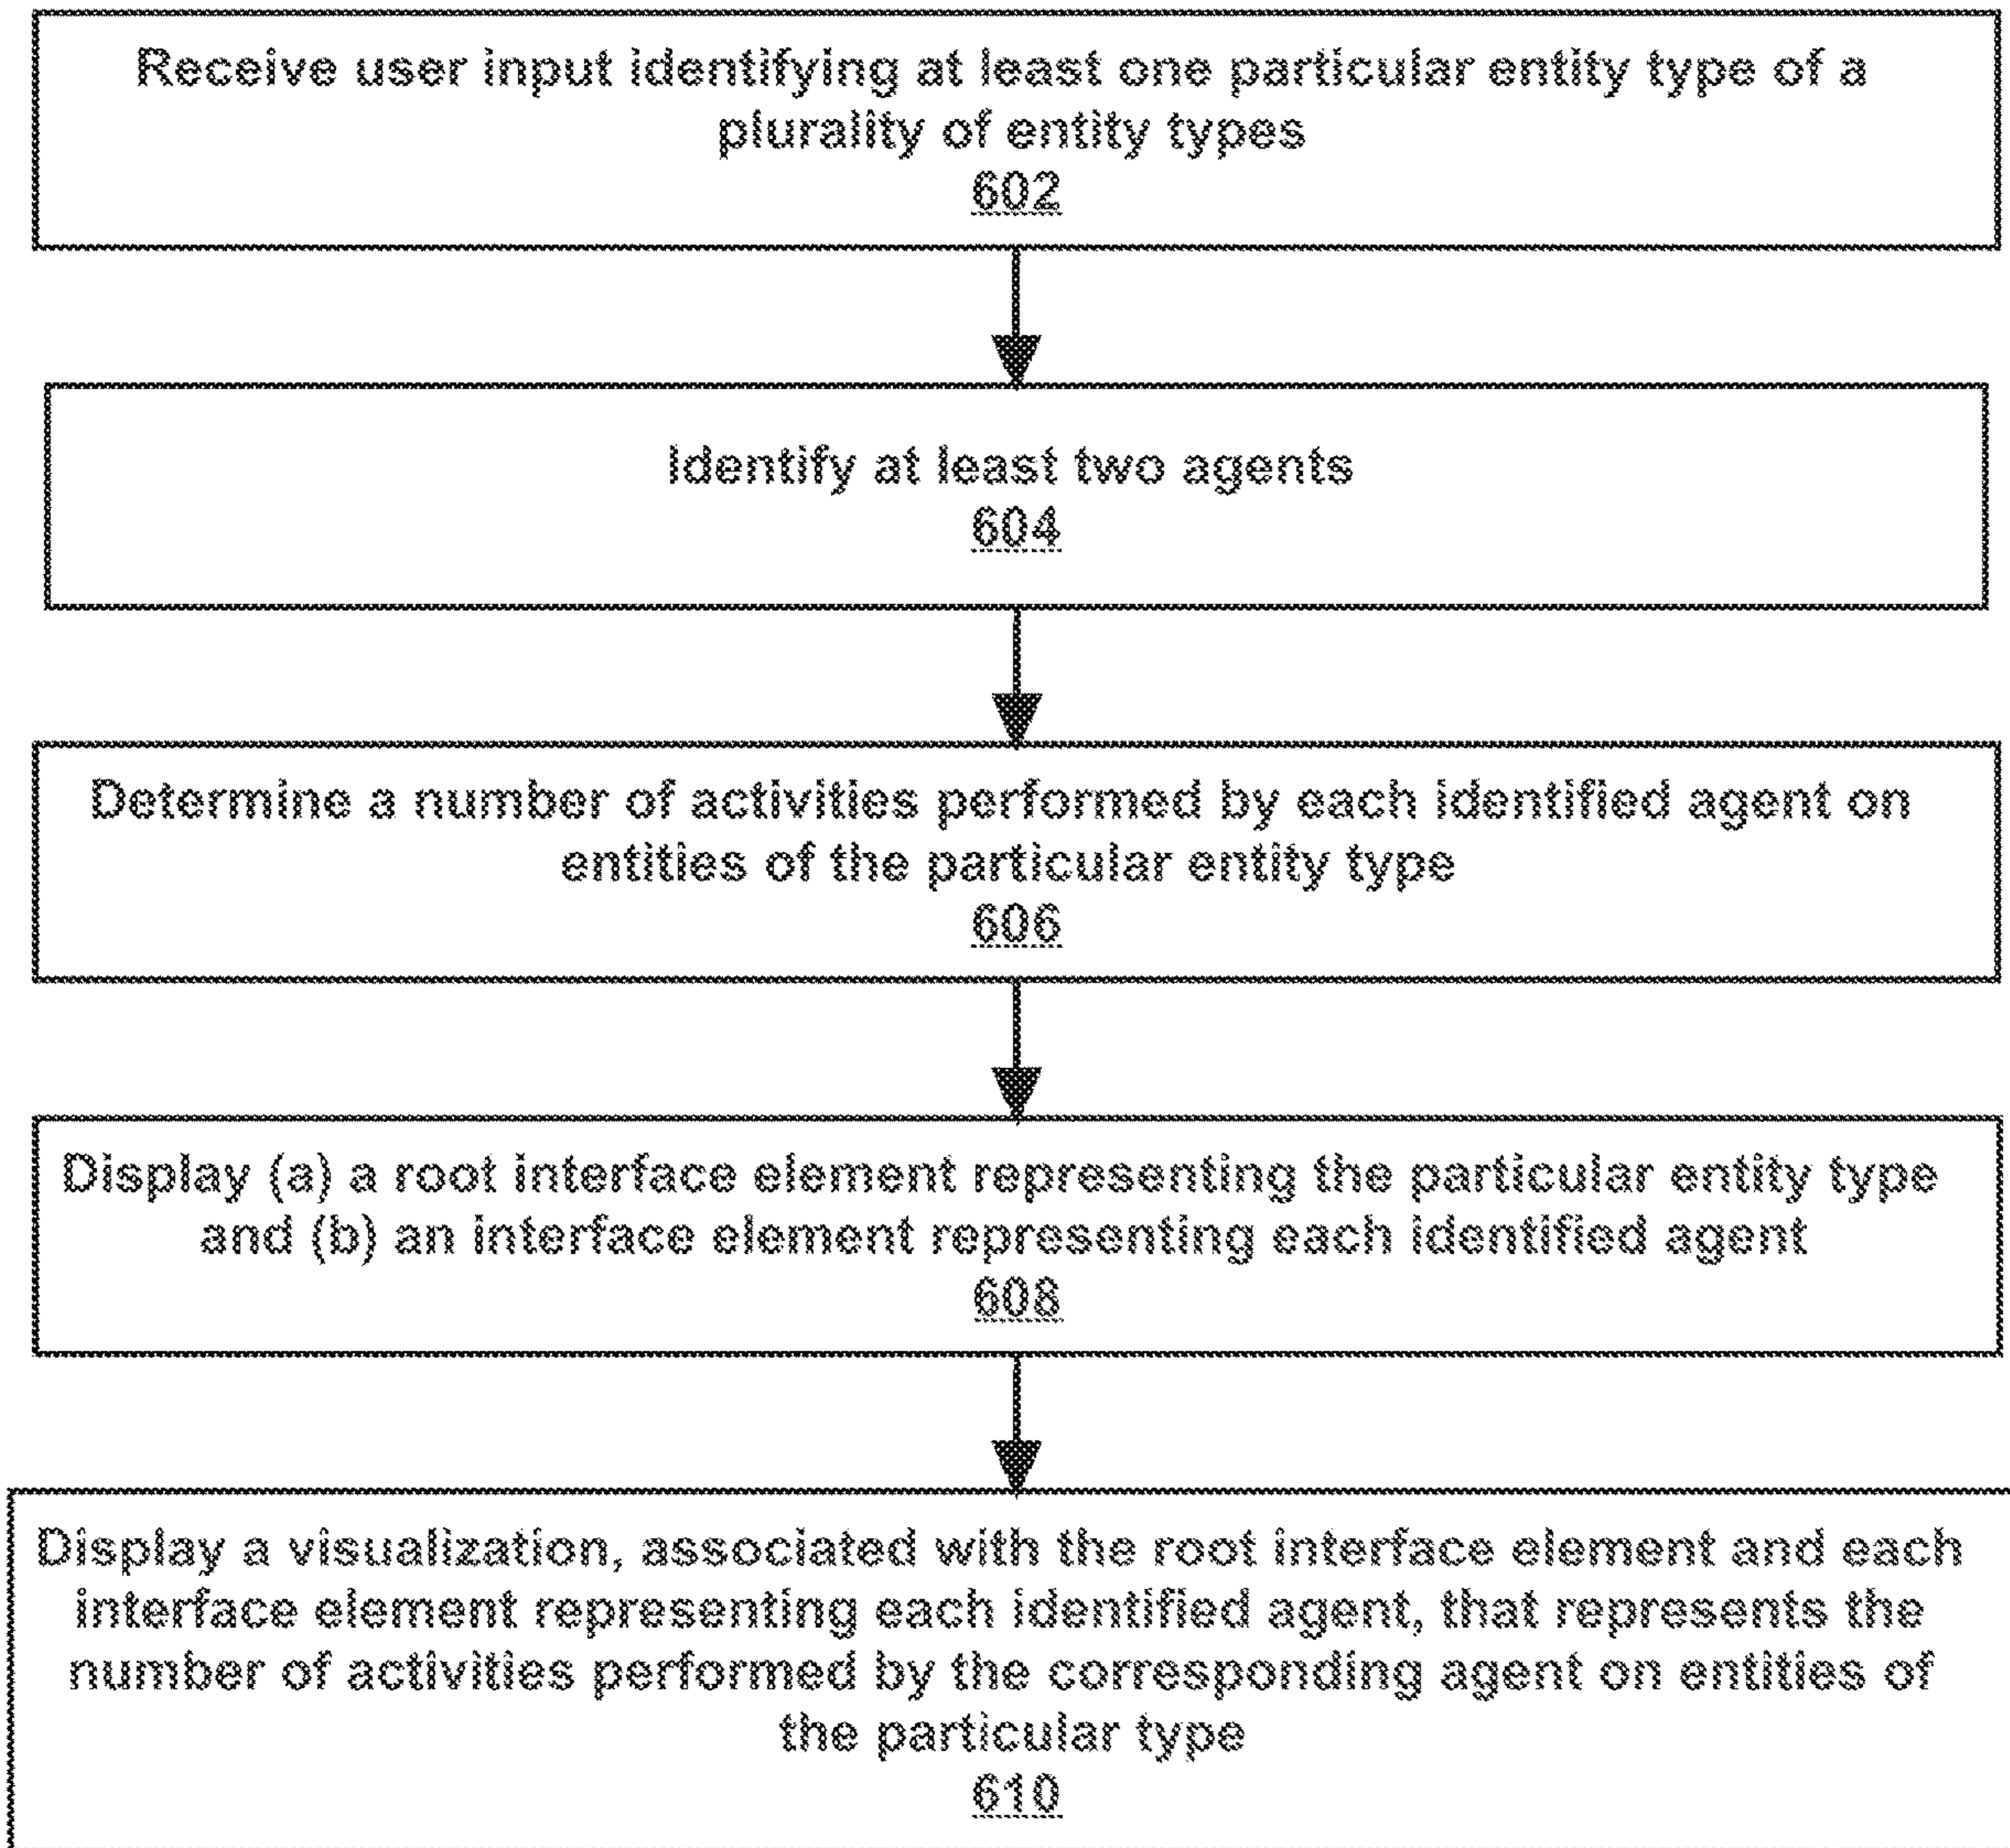 Receive user input identifying at least one particular entity type of a
plurality of entity types
602
Identify at least two agents
604
Determine a number of activities performed by each identified agent on
entities of the particular entity type
606
Display (a) a root interface element representing the particular entity type
and (b) an interface element representing each identified agent
608
Display a visualization, associated with the root interface element and each
interface element representing each identified agent, that represents the
number of activities performed by the corresponding agent on entities of
the particular type
610